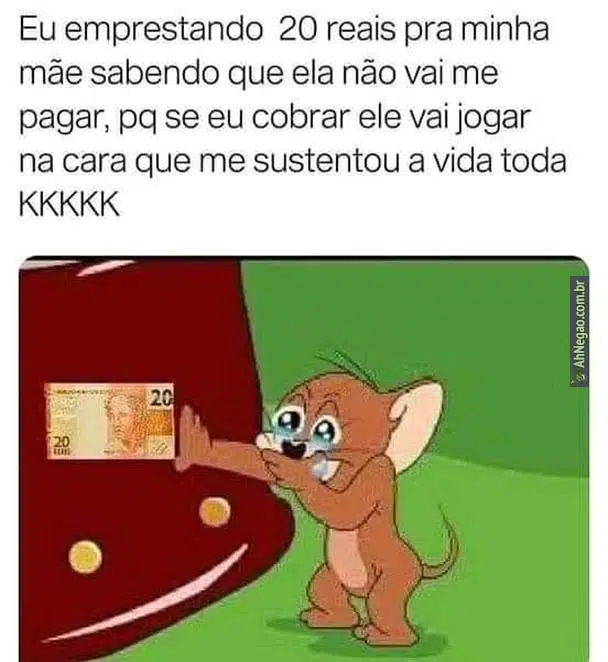 Eu emprestando 20 reais pra minha
mãe sabendo que ela não vai me
pagar, pq se eu cobrar ele vai jogar
na cara que me sustentou a vida toda
KKKKK
AhNegao.com.br
20
20